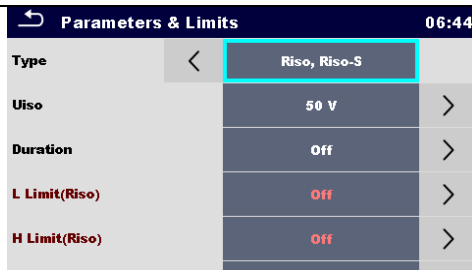 Parameters & Limits 06:44
Type Riso, Riso-S
Uiso 50 V
Duration Off
L Limit(Riso) Off
H Limit(Riso) Off